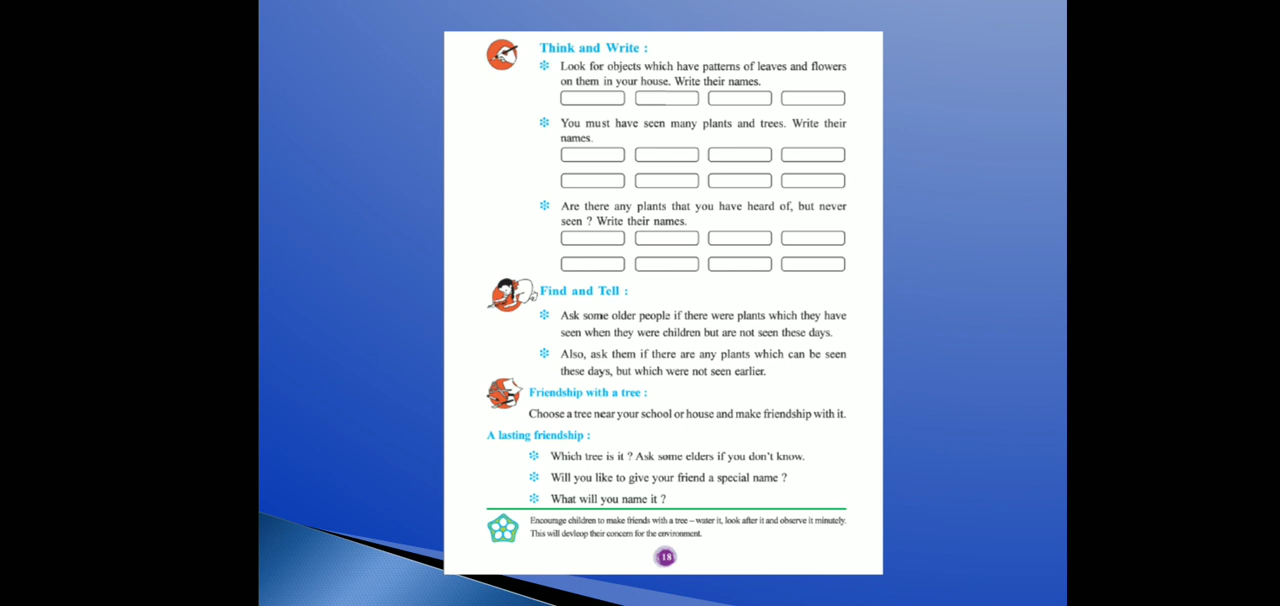 Think and Write :
Look for objects which have patterns of leaves and flowers
on them in your house. Write their names.
You must have seen many plants and trees. Write their
names.
Are there any plants that you have heard of, but never
seen ? Write their names.
Find and Tell :
Ask some older people if there were plants which they have
seen when they were children but are not seen these days.
Also, ask them if there are any plants which can be seen
these days, but which were not seen earlier.
Friendship with a tree :
Choose a tree near your school or house and make friendship with it.
A lasting friendship :
Which tree is it ? Ask some elders if you don't know.
Will you like to give your friend a special name ?
What will you name it ?
Encourage children to make friends with a tree – water it, look after it and observe it minutely.
This will devleop their concern for the environment.
18